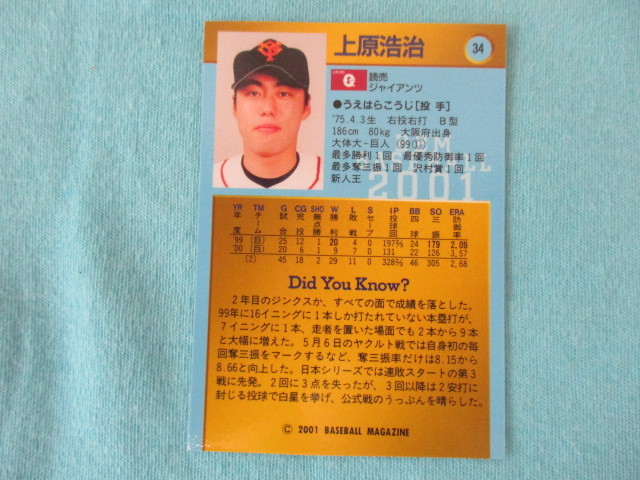 上原浩治
34
読売
ジャイアンツ
●うえはらこうじ[投 手]
'75.4.3生 右投右打 B型
186cm 80kg 大阪府出身
大体大−巨人(99①)
最多勝利1回 最優秀防御率1回
最多奪三振1回 沢村賞1回
新人王
2001
YR TM G CG SHO W L S IP BB SO ERA
年度 チーム 試合 完投 無点勝 勝利 敗戦 セーブ 投球回 四球 三振 防御率
'99 (巨) 25 12 1 20 4 0 197⅔ 24 179 2.09
'00 (巨) 20 6 1 9 7 0 131 22 126 3.57
(2) 45 18 2 29 11 0 328⅔ 46 305 2.68
Did You Know?
2年目のジンクスか、すべての面で成績を落とした。
99年に16イニングに1本しか打たれていない本塁打が、
7イニングに1本、走者を置いた場面でも2本から9本
と大幅に増えた。5月6日のヤクルト戦では自身初の毎
回奪三振をマークするなど、奪三振率だけは8.15から
8.66と向上した。日本シリーズでは連敗スタートの第3
戦に先発。2回に3点を失ったが、3回以降は2安打に
封じる投球で白星を挙げ、公式戦のうっぷんを晴らした。
© 2001 BASEBALL MAGAZINE